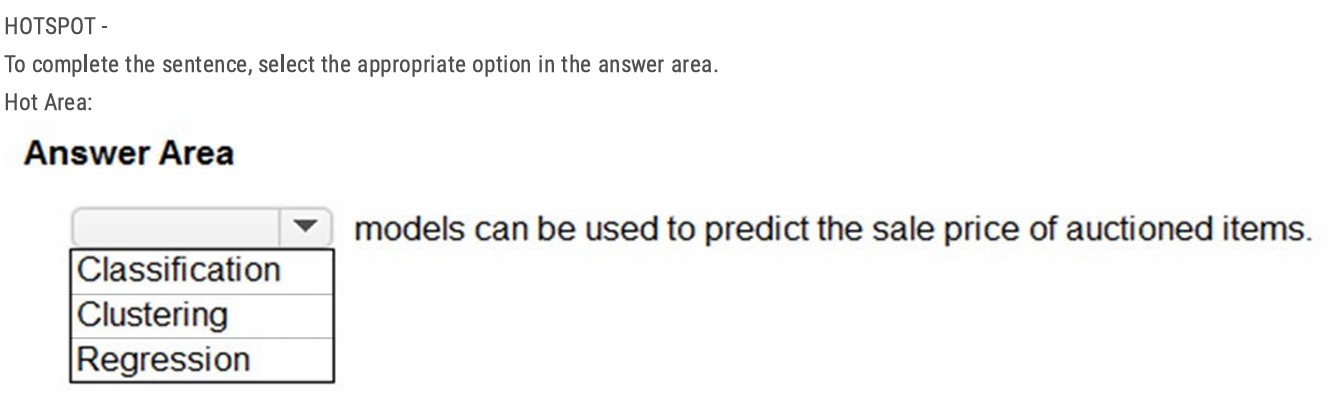 HOTSPOT -
To complete the sentence, select the appropriate option in the answer area.
Hot Area:
Answer Area
models can be used to predict the sale price of auctioned items.
Classification
Clustering
Regression